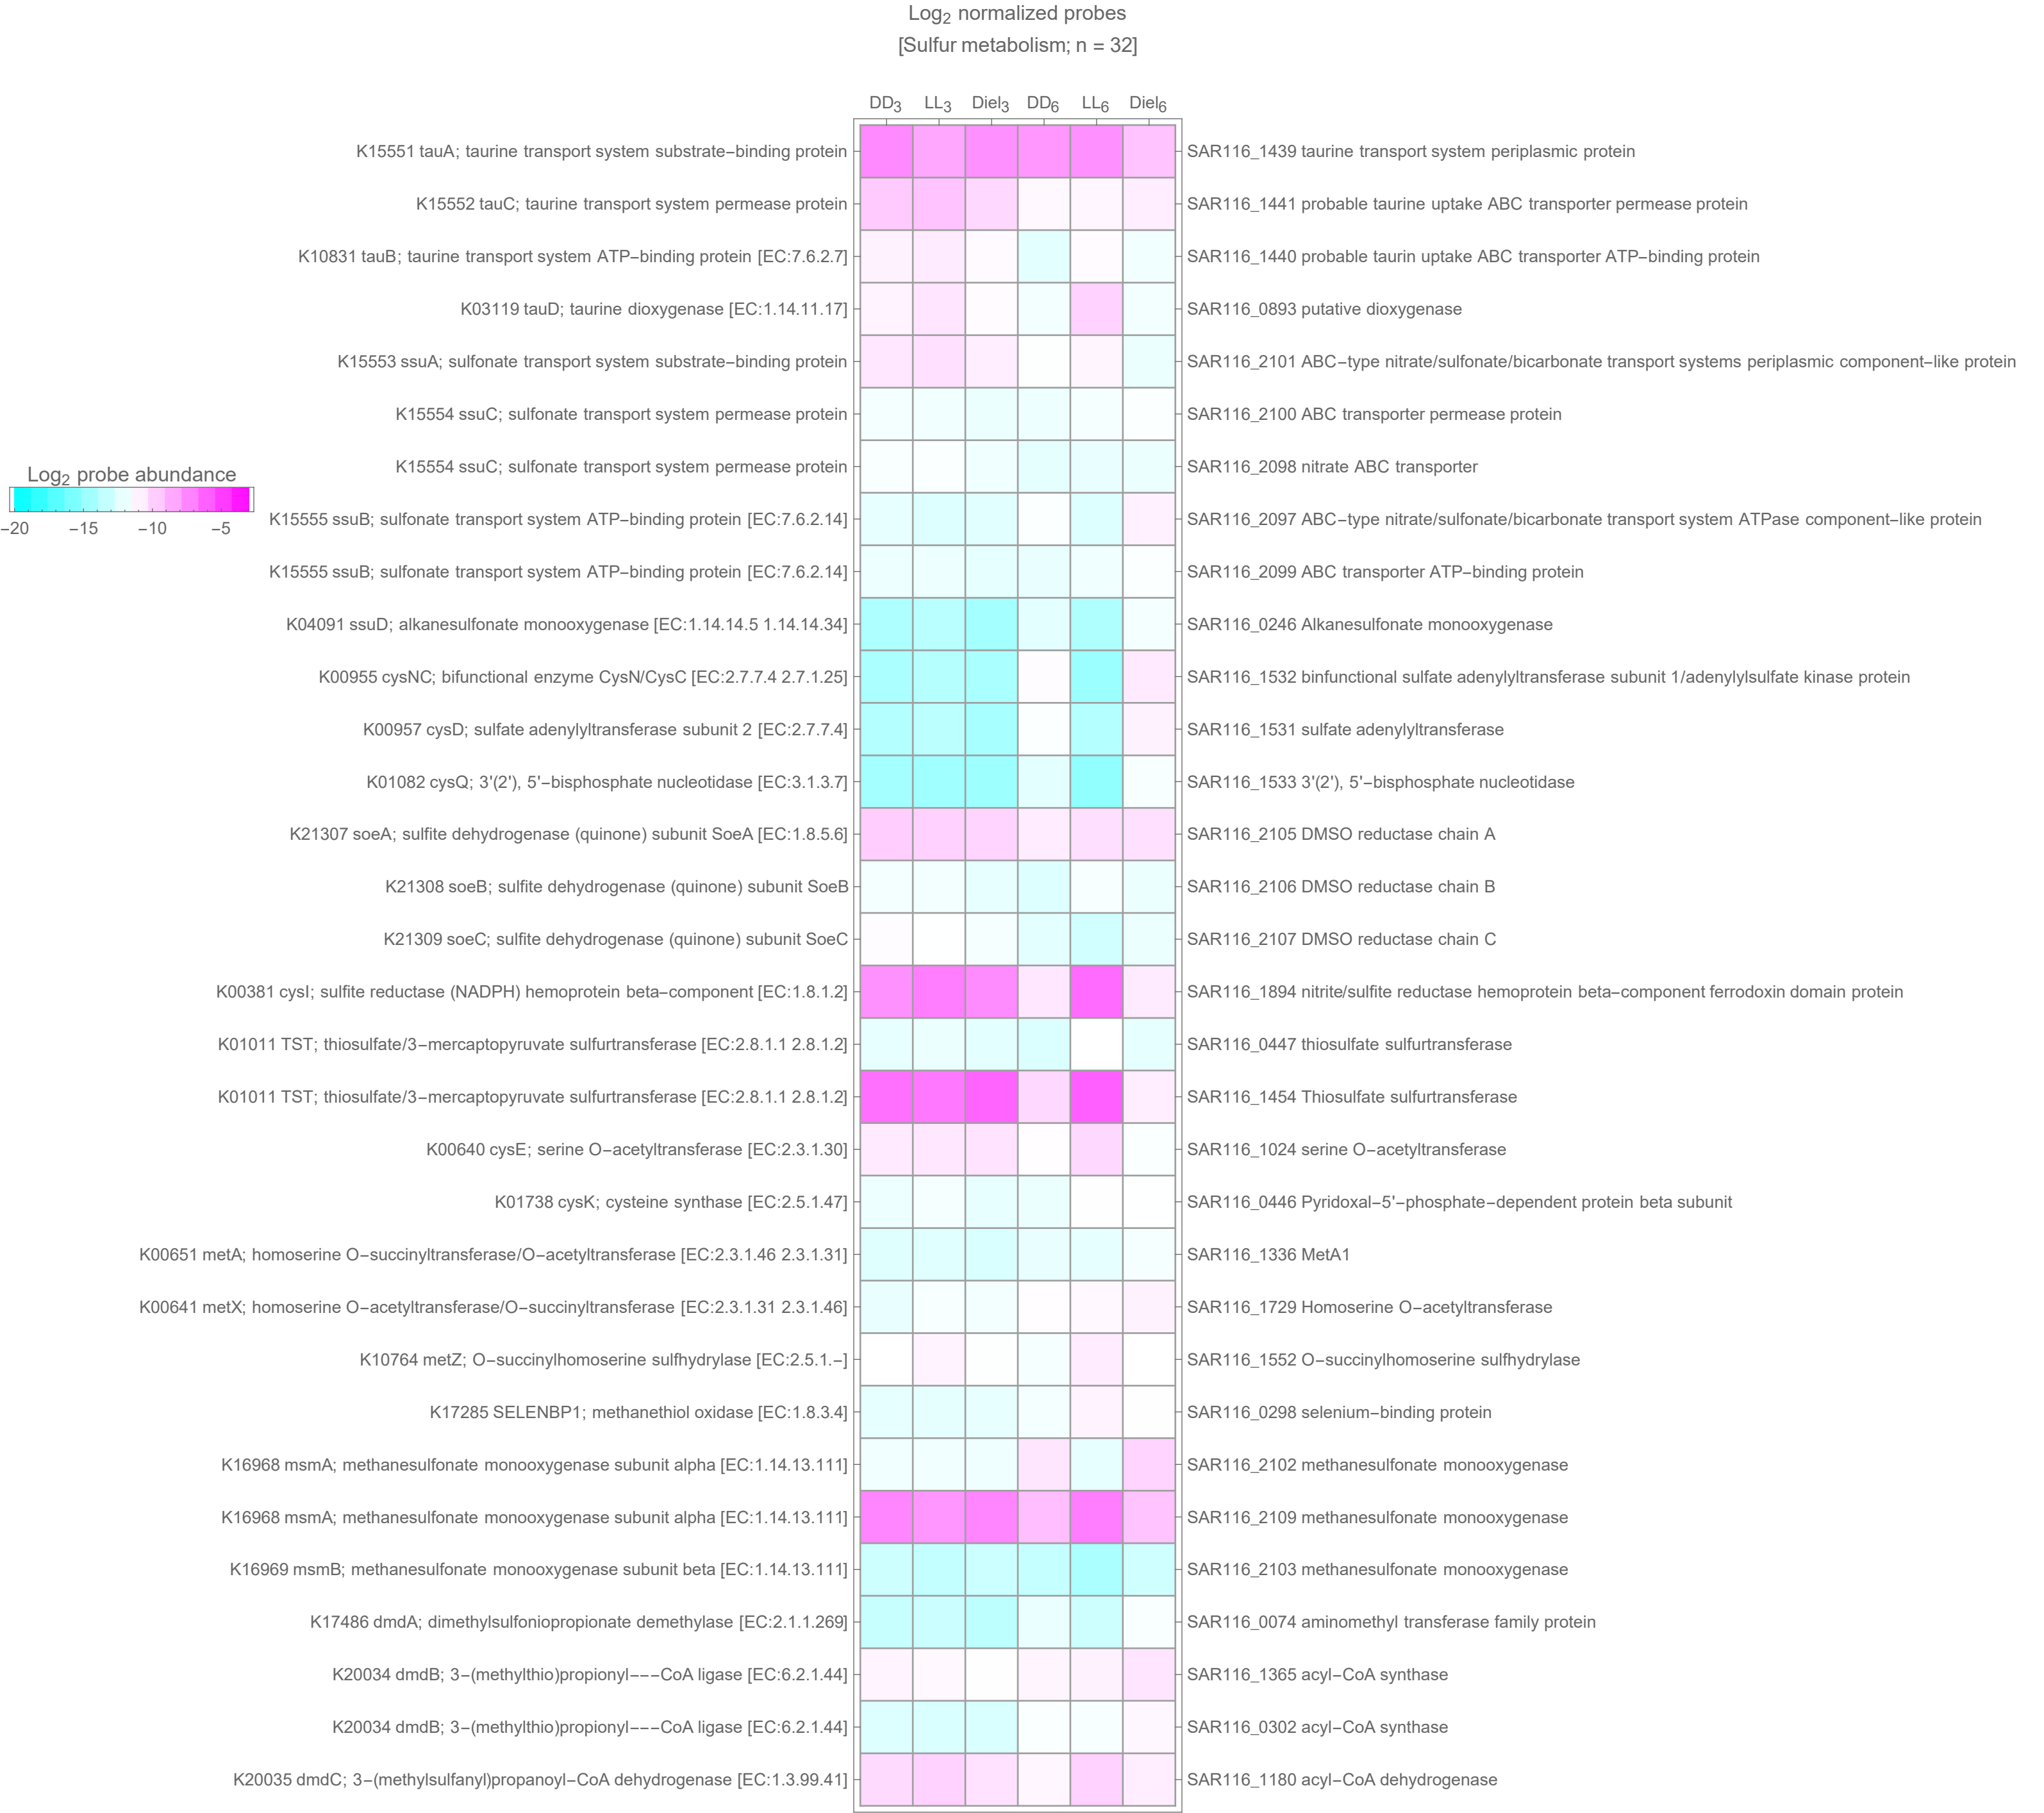 Log2 normalized probes
[Sulfur metabolism; n = 32]
DD3 LL3 Diel3 DD6 LL6 Diel6
K15551 tauA; taurine transport system substrate−binding protein SAR116_1439 taurine transport system periplasmic protein
K15552 tauC; taurine transport system permease protein SAR116_1441 probable taurine uptake ABC transporter permease protein
K10831 tauB; taurine transport system ATP−binding protein [EC:7.6.2.7] SAR116_1440 probable taurin uptake ABC transporter ATP−binding protein
K03119 tauD; taurine dioxygenase [EC:1.14.11.17] SAR116_0893 putative dioxygenase
K15553 ssuA; sulfonate transport system substrate−binding protein SAR116_2101 ABC−type nitrate/sulfonate/bicarbonate transport systems periplasmic component−like protein
K15554 ssuC; sulfonate transport system permease protein SAR116_2100 ABC transporter permease protein
K15554 ssuC; sulfonate transport system permease protein SAR116_2098 nitrate ABC transporter
Log2 probe abundance
−20 −15 −10 −5
K15555 ssuB; sulfonate transport system ATP−binding protein [EC:7.6.2.14] SAR116_2097 ABC−type nitrate/sulfonate/bicarbonate transport system ATPase component−like protein
K15555 ssuB; sulfonate transport system ATP−binding protein [EC:7.6.2.14] SAR116_2099 ABC transporter ATP−binding protein
K04091 ssuD; alkanesulfonate monooxygenase [EC:1.14.14.5 1.14.14.34] SAR116_0246 Alkanesulfonate monooxygenase
K00955 cysNC; bifunctional enzyme CysN/CysC [EC:2.7.7.4 2.7.1.25] SAR116_1532 binfunctional sulfate adenylyltransferase subunit 1/adenylylsulfate kinase protein
K00957 cysD; sulfate adenylyltransferase subunit 2 [EC:2.7.7.4] SAR116_1531 sulfate adenylyltransferase
K01082 cysQ; 3'(2'), 5'−bisphosphate nucleotidase [EC:3.1.3.7] SAR116_1533 3'(2'), 5'−bisphosphate nucleotidase
K21307 soeA; sulfite dehydrogenase (quinone) subunit SoeA [EC:1.8.5.6] SAR116_2105 DMSO reductase chain A
K21308 soeB; sulfite dehydrogenase (quinone) subunit SoeB SAR116_2106 DMSO reductase chain B
K21309 soeC; sulfite dehydrogenase (quinone) subunit SoeC SAR116_2107 DMSO reductase chain C
K00381 cysI; sulfite reductase (NADPH) hemoprotein beta−component [EC:1.8.1.2] SAR116_1894 nitrite/sulfite reductase hemoprotein beta−component ferrodoxin domain protein
K01011 TST; thiosulfate/3−mercaptopyruvate sulfurtransferase [EC:2.8.1.1 2.8.1.2] SAR116_0447 thiosulfate sulfurtransferase
K01011 TST; thiosulfate/3−mercaptopyruvate sulfurtransferase [EC:2.8.1.1 2.8.1.2] SAR116_1454 Thiosulfate sulfurtransferase
K00640 cysE; serine O−acetyltransferase [EC:2.3.1.30] SAR116_1024 serine O−acetyltransferase
K01738 cysK; cysteine synthase [EC:2.5.1.47] SAR116_0446 Pyridoxal−5'−phosphate−dependent protein beta subunit
K00651 metA; homoserine O−succinyltransferase/O−acetyltransferase [EC:2.3.1.46 2.3.1.31] SAR116_1336 MetA1
K00641 metX; homoserine O−acetyltransferase/O−succinyltransferase [EC:2.3.1.31 2.3.1.46] SAR116_1729 Homoserine O−acetyltransferase
K10764 metZ; O−succinylhomoserine sulfhydrylase [EC:2.5.1.−] SAR116_1552 O−succinylhomoserine sulfhydrylase
K17285 SELENBP1; methanethiol oxidase [EC:1.8.3.4] SAR116_0298 selenium−binding protein
K16968 msmA; methanesulfonate monooxygenase subunit alpha [EC:1.14.13.111] SAR116_2102 methanesulfonate monooxygenase
K16968 msmA; methanesulfonate monooxygenase subunit alpha [EC:1.14.13.111] SAR116_2109 methanesulfonate monooxygenase
K16969 msmB; methanesulfonate monooxygenase subunit beta [EC:1.14.13.111] SAR116_2103 methanesulfonate monooxygenase
K17486 dmdA; dimethylsulfoniopropionate demethylase [EC:2.1.1.269] SAR116_0074 aminomethyl transferase family protein
K20034 dmdB; 3−(methylthio)propionyl−−−CoA ligase [EC:6.2.1.44] SAR116_1365 acyl−CoA synthase
K20034 dmdB; 3−(methylthio)propionyl−−−CoA ligase [EC:6.2.1.44] SAR116_0302 acyl−CoA synthase
K20035 dmdC; 3−(methylsulfanyl)propanoyl−CoA dehydrogenase [EC:1.3.99.41] SAR116_1180 acyl−CoA dehydrogenase